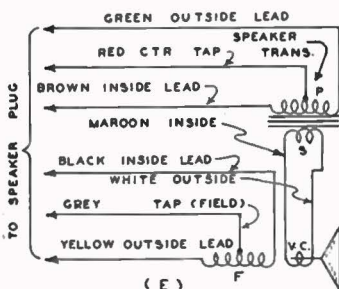 GREEN OUTSIDE LEAD
SPEAKER
TRANS.
RED CTR TAP
P
BROWN INSIDE LEAD
MAROON INSIDE
S
BLACK INSIDE LEAD
WHITE OUTSIDE
GREY TAP (FIELD)
V.C.
YELLOW OUTSIDE LEAD
F
(E)
TO SPEAKER PLUG